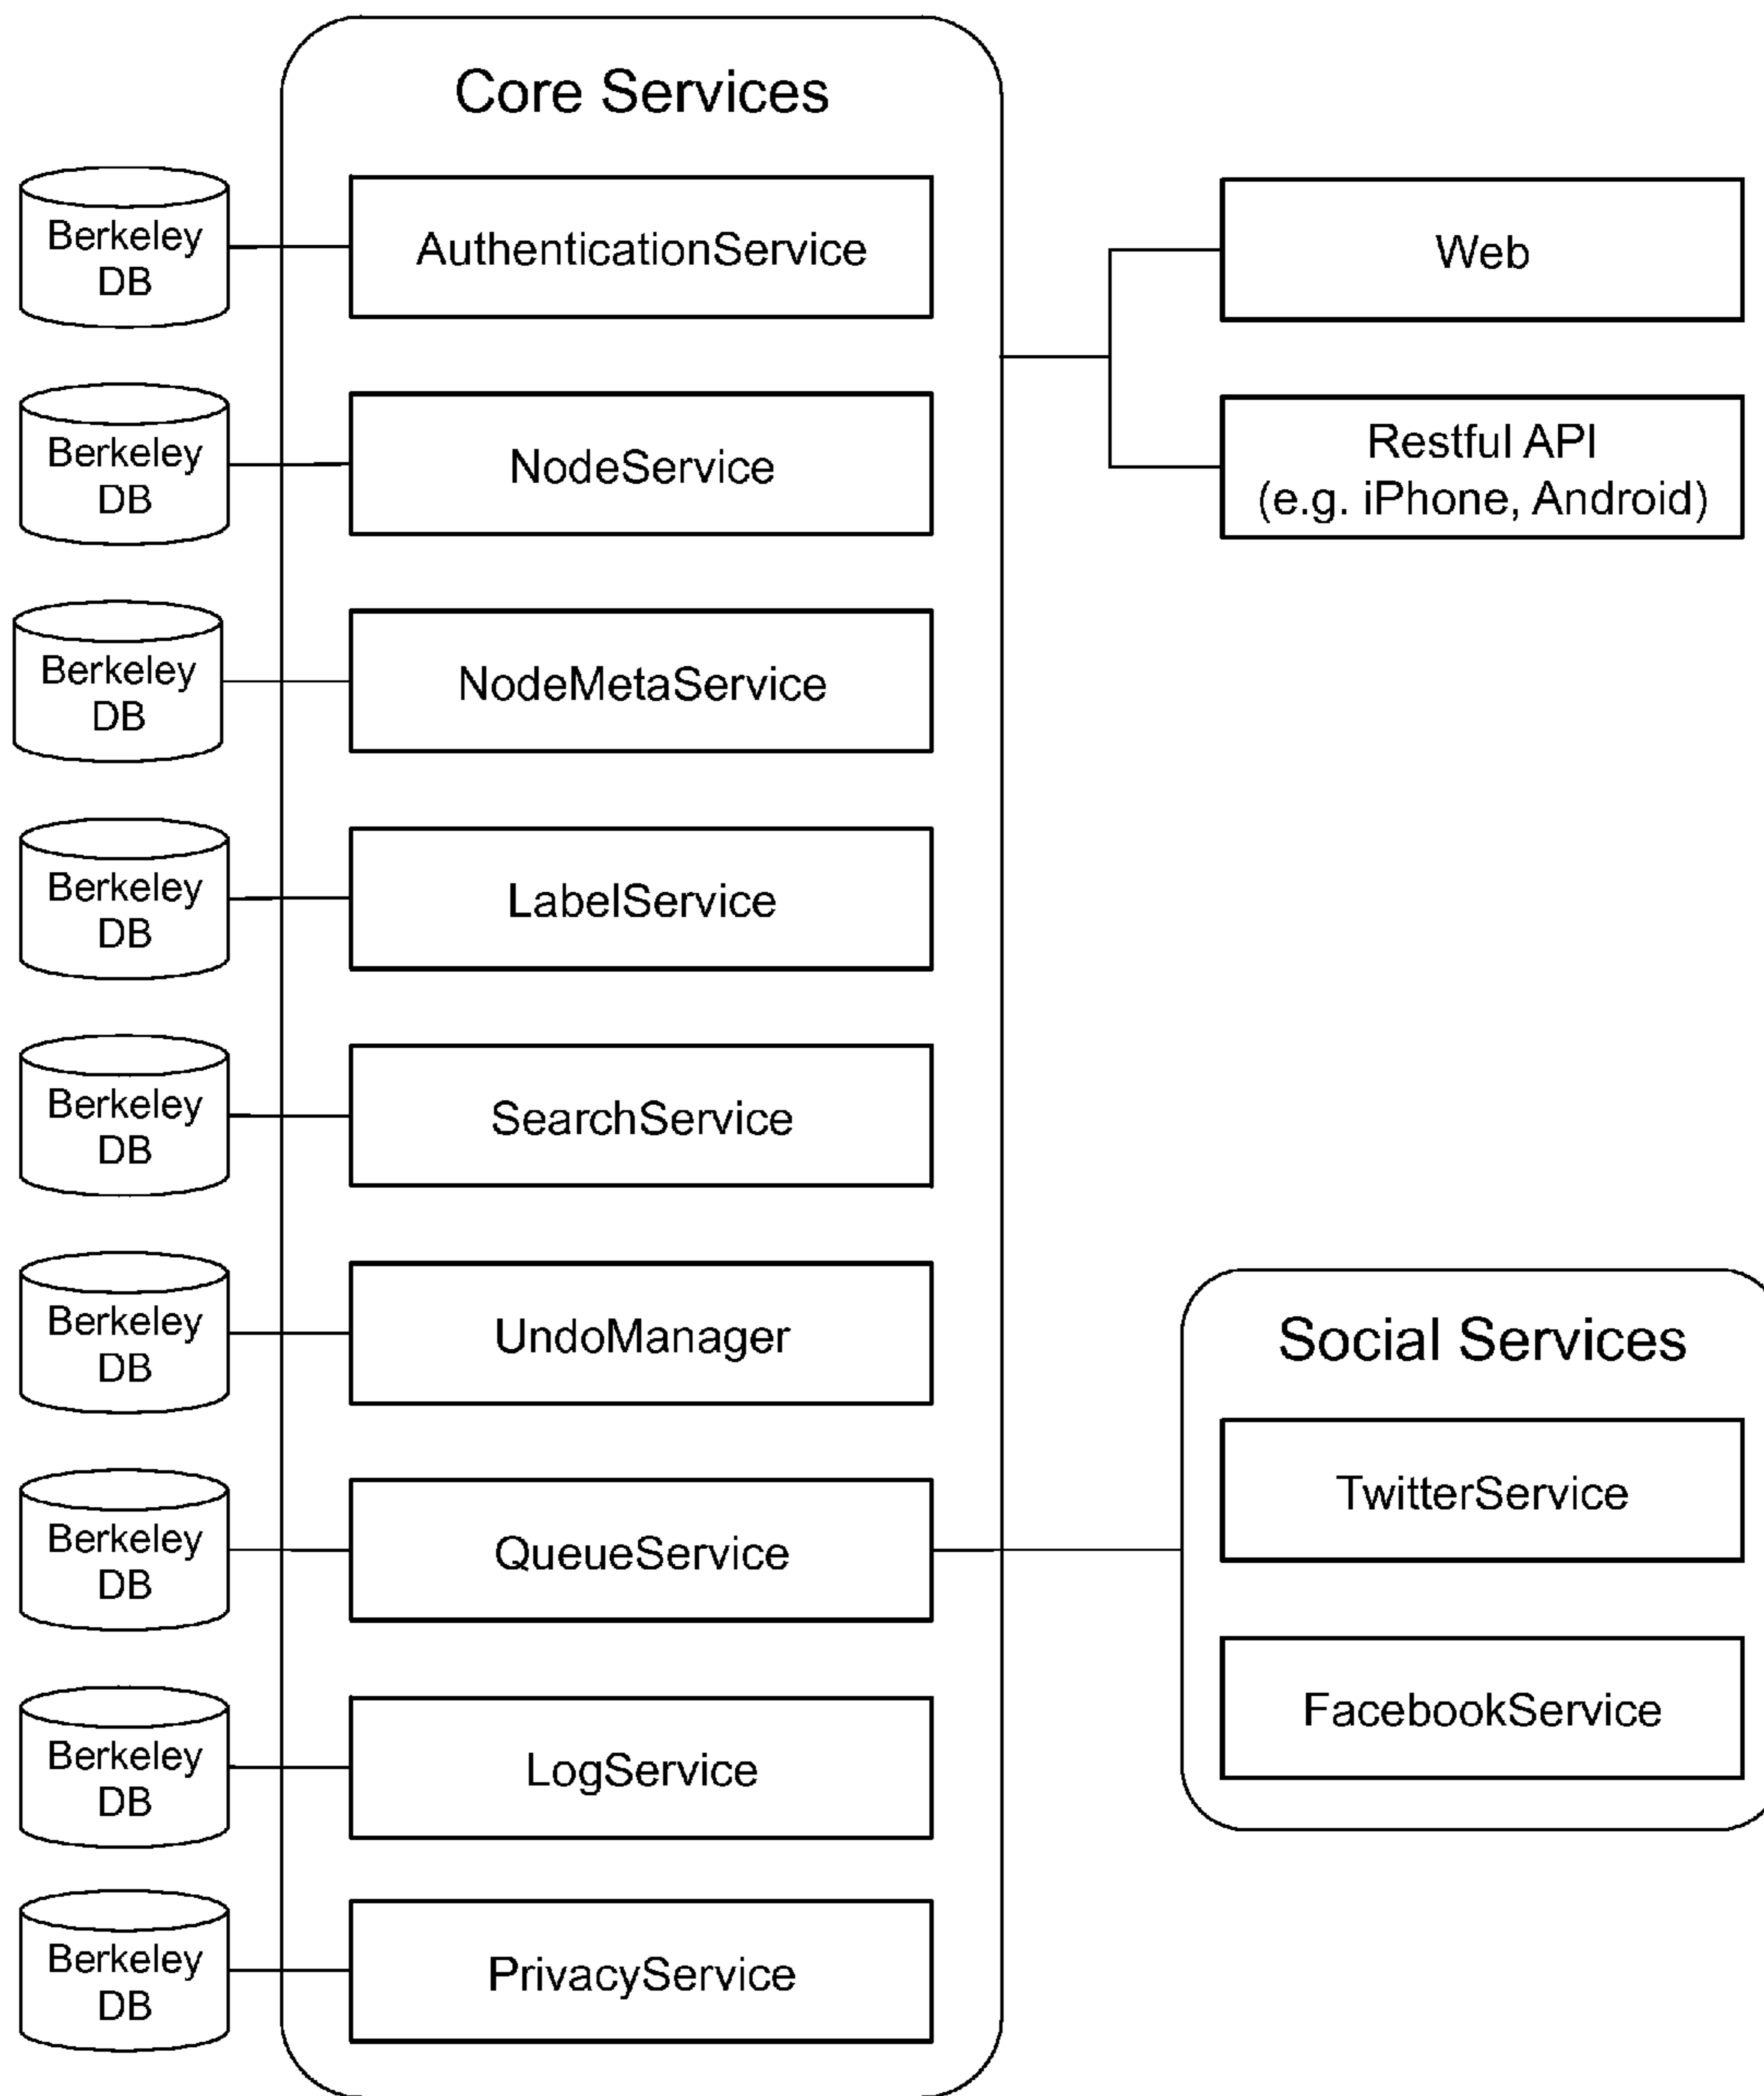 Core Services
Berkeley
DB
AuthenticationService
Berkeley
DB
NodeService
Berkeley
DB
NodeMetaService
Berkeley
DB
LabelService
Berkeley
DB
SearchService
Berkeley
DB
UndoManager
Berkeley
DB
QueueService
Berkeley
DB
LogService
Berkeley
DB
PrivacyService
Web
Restful API
(e.g. iPhone, Android)
Social Services
TwitterService
FacebookService